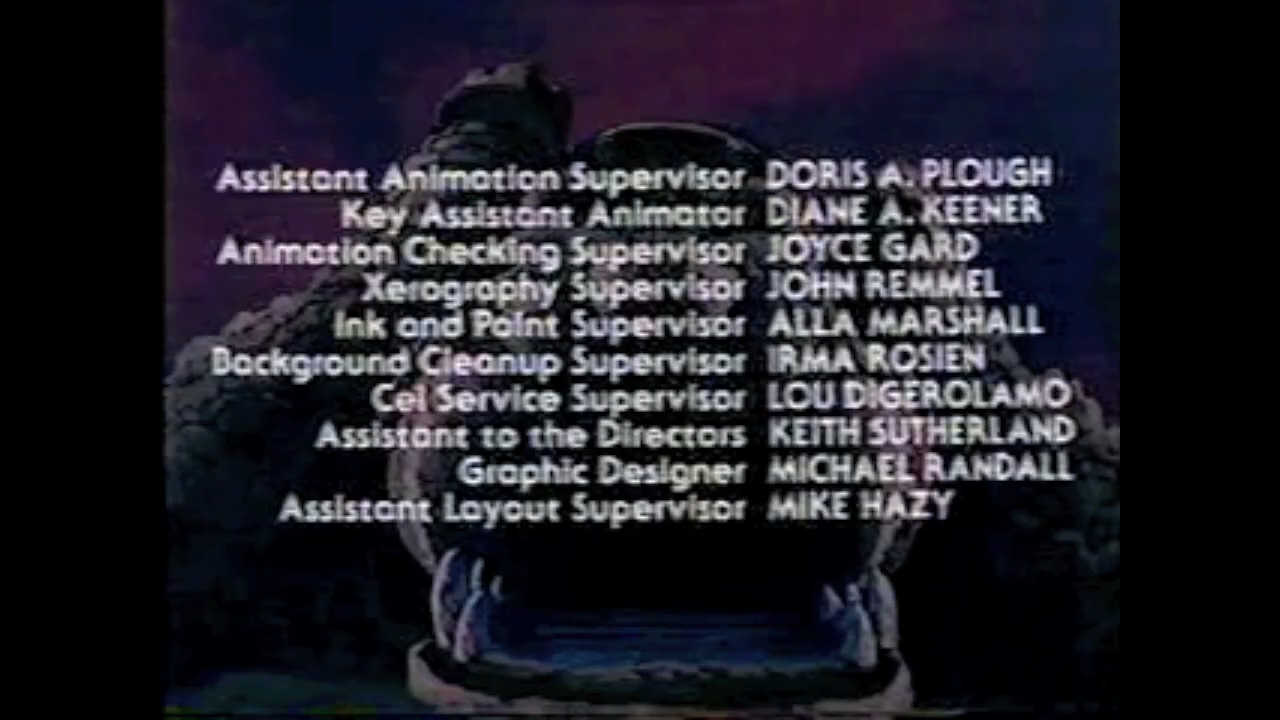 Assistant Animation Supervisor DORIS A. PLOUGH
Key Assistant Animator DIANE A. KEENER
Animation Checking Supervisor JOYCE GARD
Xerography Supervisor JOHN REMMEL
Ink and Paint Supervisor ALLA MARSHALL
Background Cleanup Supervisor IRMA ROSIEN
Cel Service Supervisor LOU DIGEROLAMO
Assistant to the Directors KEITH SUTHERLAND
Graphic Designer MICHAEL RANDALL
Assistant Layout Supervisor MIKE HAZY